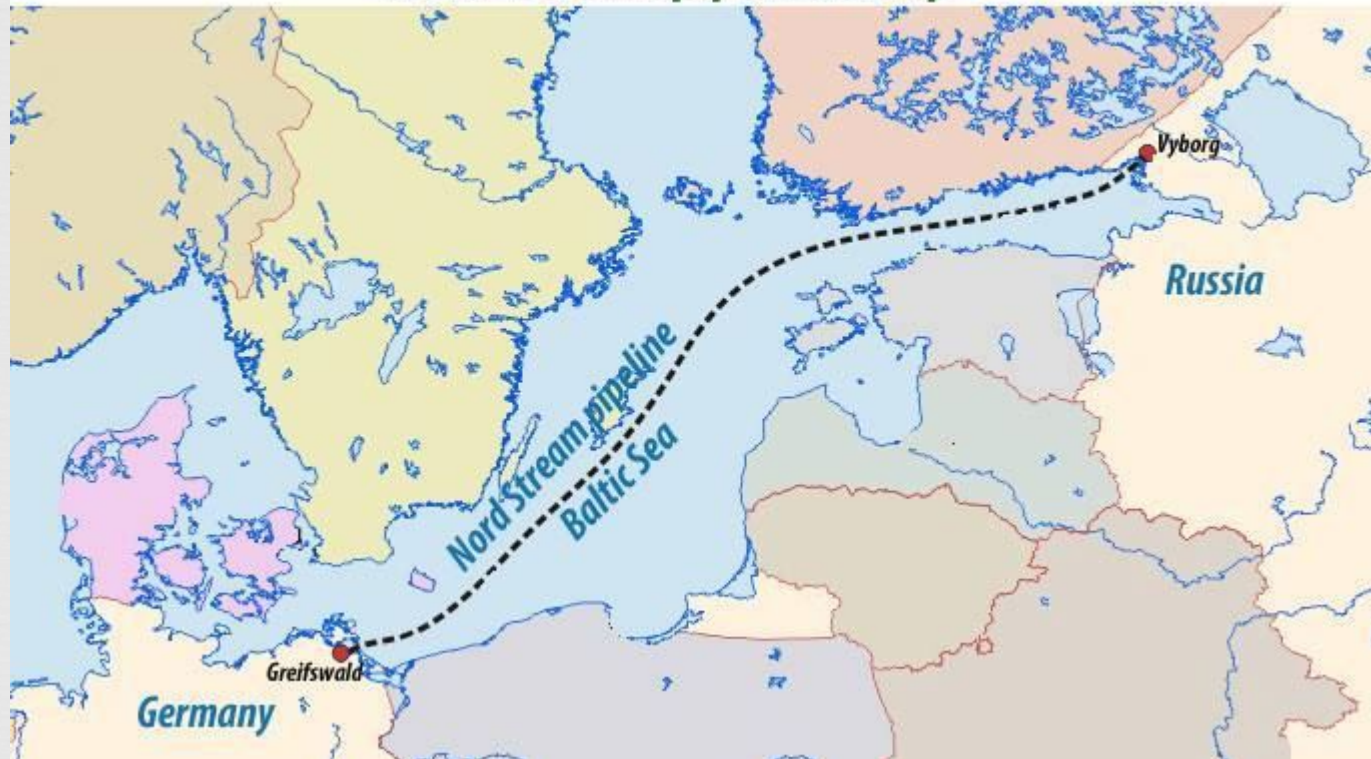 Vyborg
Russia
Nord Stream pipeline
Baltic Sea
Greifswald
Germany